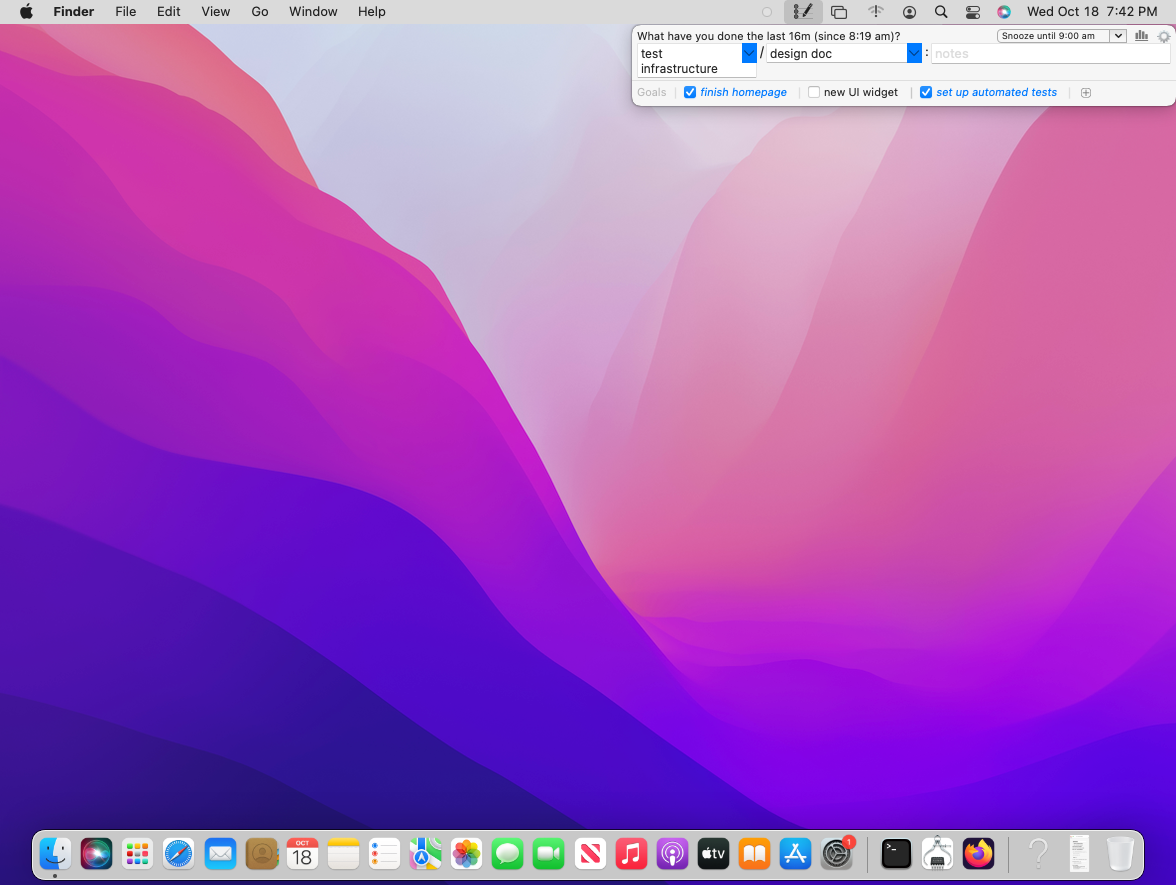 Finder File Edit View Go Window Help Wed Oct 18 7:42 PM
What have you done the last 16m (since 8:19 am)? Snooze until 9:00 am
test infrastructure / design doc : notes
Goals finish homepage new UI widget set up automated tests
OCT
18
tv
1
>_